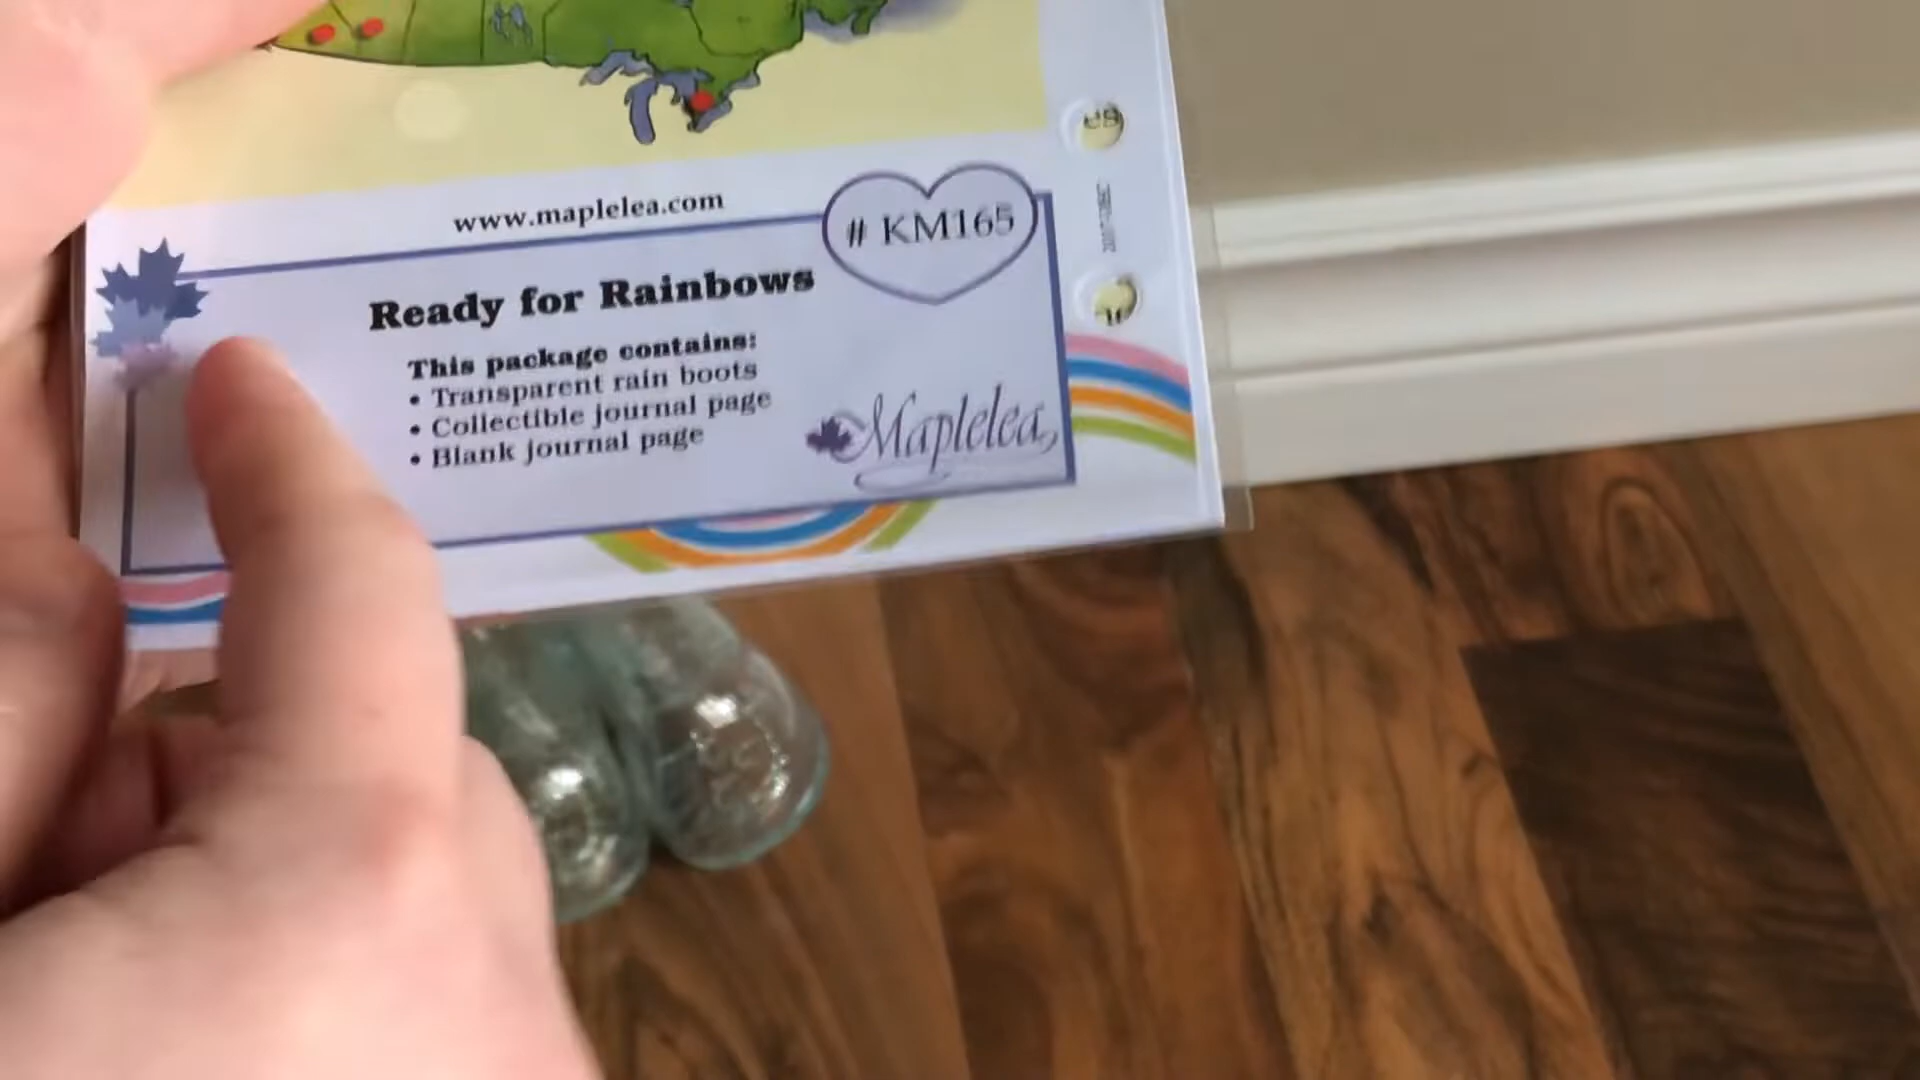 www.maplelea.com
# KM165
Ready for Rainbows
This package contains:
• Transparent rain boots
• Collectible journal page
• Blank journal page
Maplelea